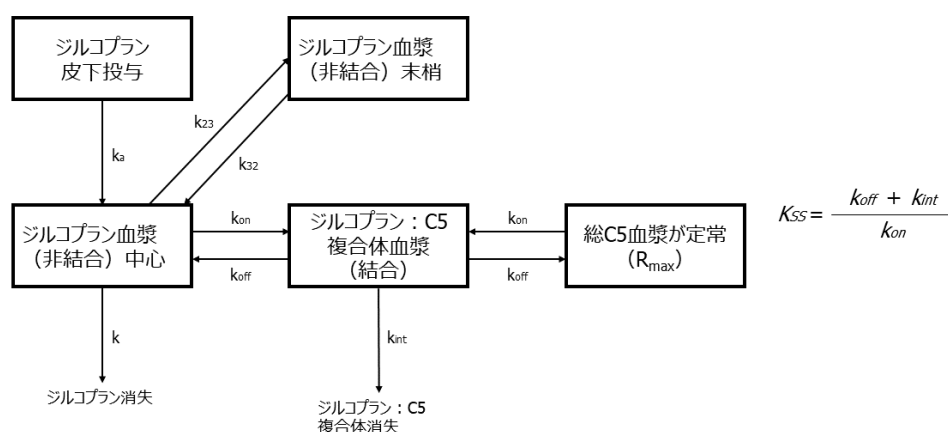 ジルコプラン
皮下投与
ジルコプラン血漿
（非結合）末梢
k23
ka
k32
ジルコプラン血漿
（非結合）中心
kon
koff
ジルコプラン：C5
複合体血漿
（結合）
kon
koff
総C5血漿が定常
（Rmax）
KSS = koff + kint
kon
k
kint
ジルコプラン消失
ジルコプラン：C5
複合体消失